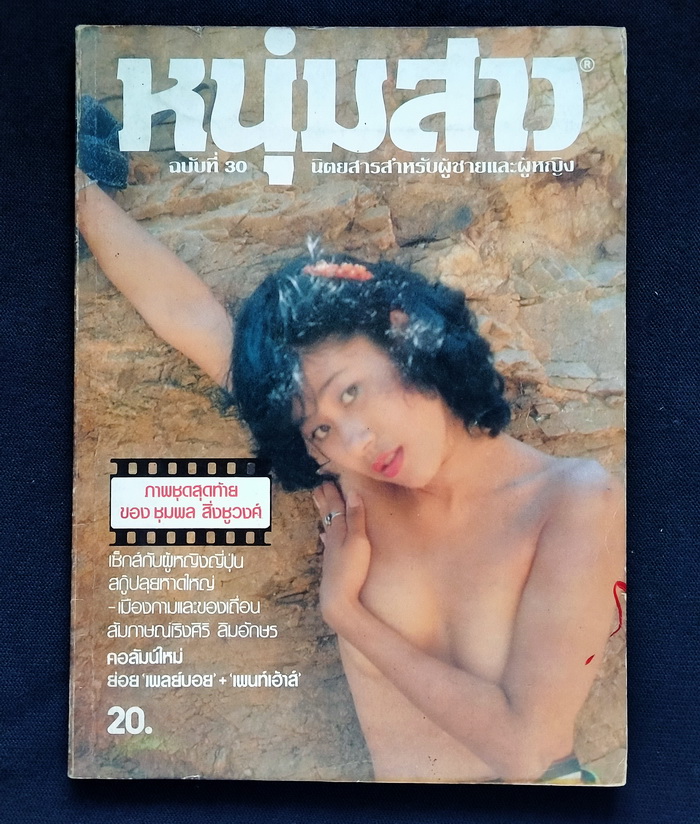 หนุ่มสาว ®
ฉบับที่ 30 นิตยสารสำหรับผู้ชายและผู้หญิง
ภาพชุดสุดท้าย
ของ ชุมพล สิ่งชูวงศ์
เซ็กส์กับผู้หญิงญี่ปุ่น
สกู๊ปลุยหาดใหญ่
-เมืองกามและของเถื่อน
สัมภาษณ์เริงศิริ ลิมอักษร
คอลัมน์ใหม่
ย่อย 'เพลย์บอย' + 'เพนท์เฮ้าส์'
20.